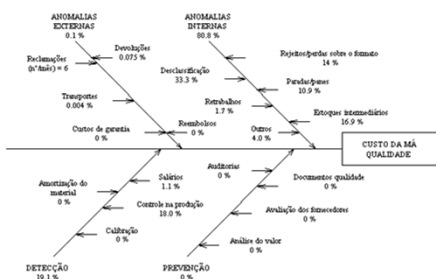 ANOMALIAS
EXTERNAS
0.1 %
ANOMALIAS
INTERNAS
80.8 %
Devoluções
0.075 %
Reclamações
(nº/mês) = 6
Rejeitos/perdas sobre o formato
14 %
Desclassificação
33.3 %
Paradas/panes
10.9 %
Transportes
0.004 %
Retrabalhos
1.7 %
Estoques intermediários
16.9 %
Custos de garantia
0 %
Reembolsos
0 %
Outros
4.0 %
CUSTO DA MÁ
QUALIDADE
Auditorias
0 %
Salários
1.1 %
Documentos qualidade
0 %
Amortização do
material
0 %
Controle na produção
18.0 %
Avaliação dos fornecedores
0 %
Calibração
0 %
Análise do valor
0 %
DETECÇÃO
19.1 %
PREVENÇÃO
0 %